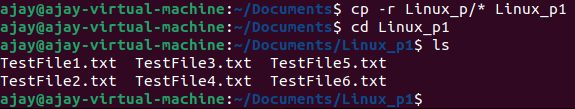 ajay@ajay-virtual-machine:~/Documents$ cp -r Linux_p/* Linux_p1
ajay@ajay-virtual-machine:~/Documents$ cd Linux_p1
ajay@ajay-virtual-machine:~/Documents/Linux_p1$ ls
TestFile1.txt  TestFile3.txt  TestFile5.txt
TestFile2.txt  TestFile4.txt  TestFile6.txt
ajay@ajay-virtual-machine:~/Documents/Linux_p1$